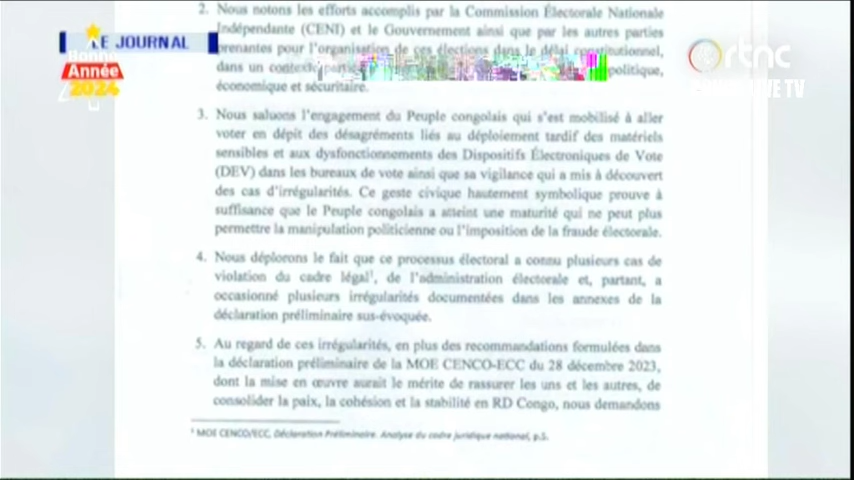 2. Nous notons les efforts accomplis par la Commission Électorale Nationale
Indépendante (CENI) et le Gouvernement ainsi que par les autres parties
prenantes pour l'organisation de ces élections dans le délai constitutionnel,
dans un contexte politique,
économique et sécuritaire.
LE JOURNAL
Bonne
Année
2024
rtnc
LIVE TV
3. Nous saluons l'engagement du Peuple congolais qui s'est mobilisé à aller
voter en dépit des désagréments liés au déploiement tardif des matériels
sensibles et aux dysfonctionnements des Dispositifs Électroniques de Vote
(DEV) dans les bureaux de vote ainsi que sa vigilance qui a mis à découvert
des cas d'irrégularités. Ce geste civique hautement symbolique prouve à
suffisance que le Peuple congolais a atteint une maturité qui ne peut plus
permettre la manipulation politicienne ou l'imposition de la fraude électorale.
4. Nous déplorons le fait que ce processus électoral a connu plusieurs cas de
violation du cadre légal¹, de l'administration électorale et, partant, a
occasionné plusieurs irrégularités documentées dans les annexes de la
déclaration préliminaire sus-évoquée.
5. Au regard de ces irrégularités, en plus des recommandations formulées dans
la déclaration préliminaire de la MOE CENCO-ECC du 28 décembre 2023,
dont la mise en œuvre aurait le mérite de rassurer les uns et les autres, de
consolider la paix, la cohésion et la stabilité en RD Congo, nous demandons
¹ MOE CENCO/ECC, Déclaration Préliminaire. Analyse du cadre juridique national, p.5.